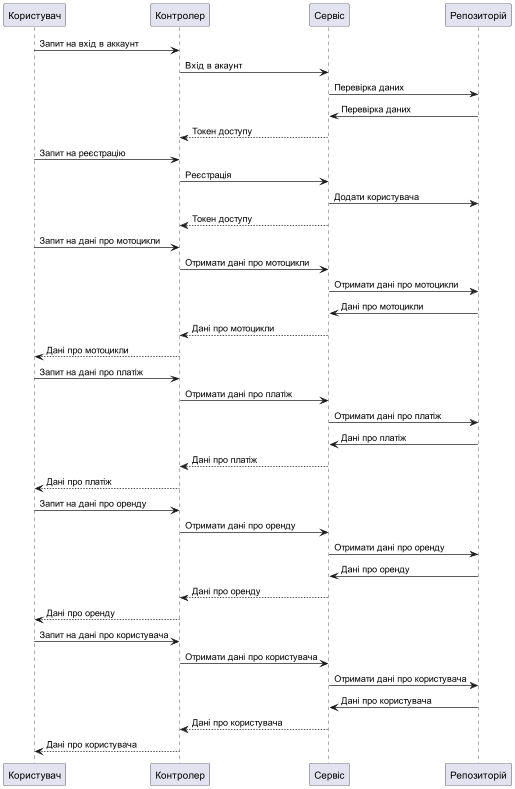 Користувач
Контролер
Сервіс
Репозиторій
Запит на вхід в аккаунт
Вхід в акаунт
Перевірка даних
Перевірка даних
Токен доступу
Запит на реєстрацію
Реєстрація
Додати користувача
Токен доступу
Запит на дані про мотоцикли
Отримати дані про мотоцикли
Отримати дані про мотоцикли
Дані про мотоцикли
Дані про мотоцикли
Дані про мотоцикли
Запит на дані про платіж
Отримати дані про платіж
Отримати дані про платіж
Дані про платіж
Дані про платіж
Дані про платіж
Запит на дані про оренду
Отримати дані про оренду
Отримати дані про оренду
Дані про оренду
Дані про оренду
Дані про оренду
Запит на дані про користувача
Отримати дані про користувача
Отримати дані про користувача
Дані про користувача
Дані про користувача
Дані про користувача
Користувач
Контролер
Сервіс
Репозиторій